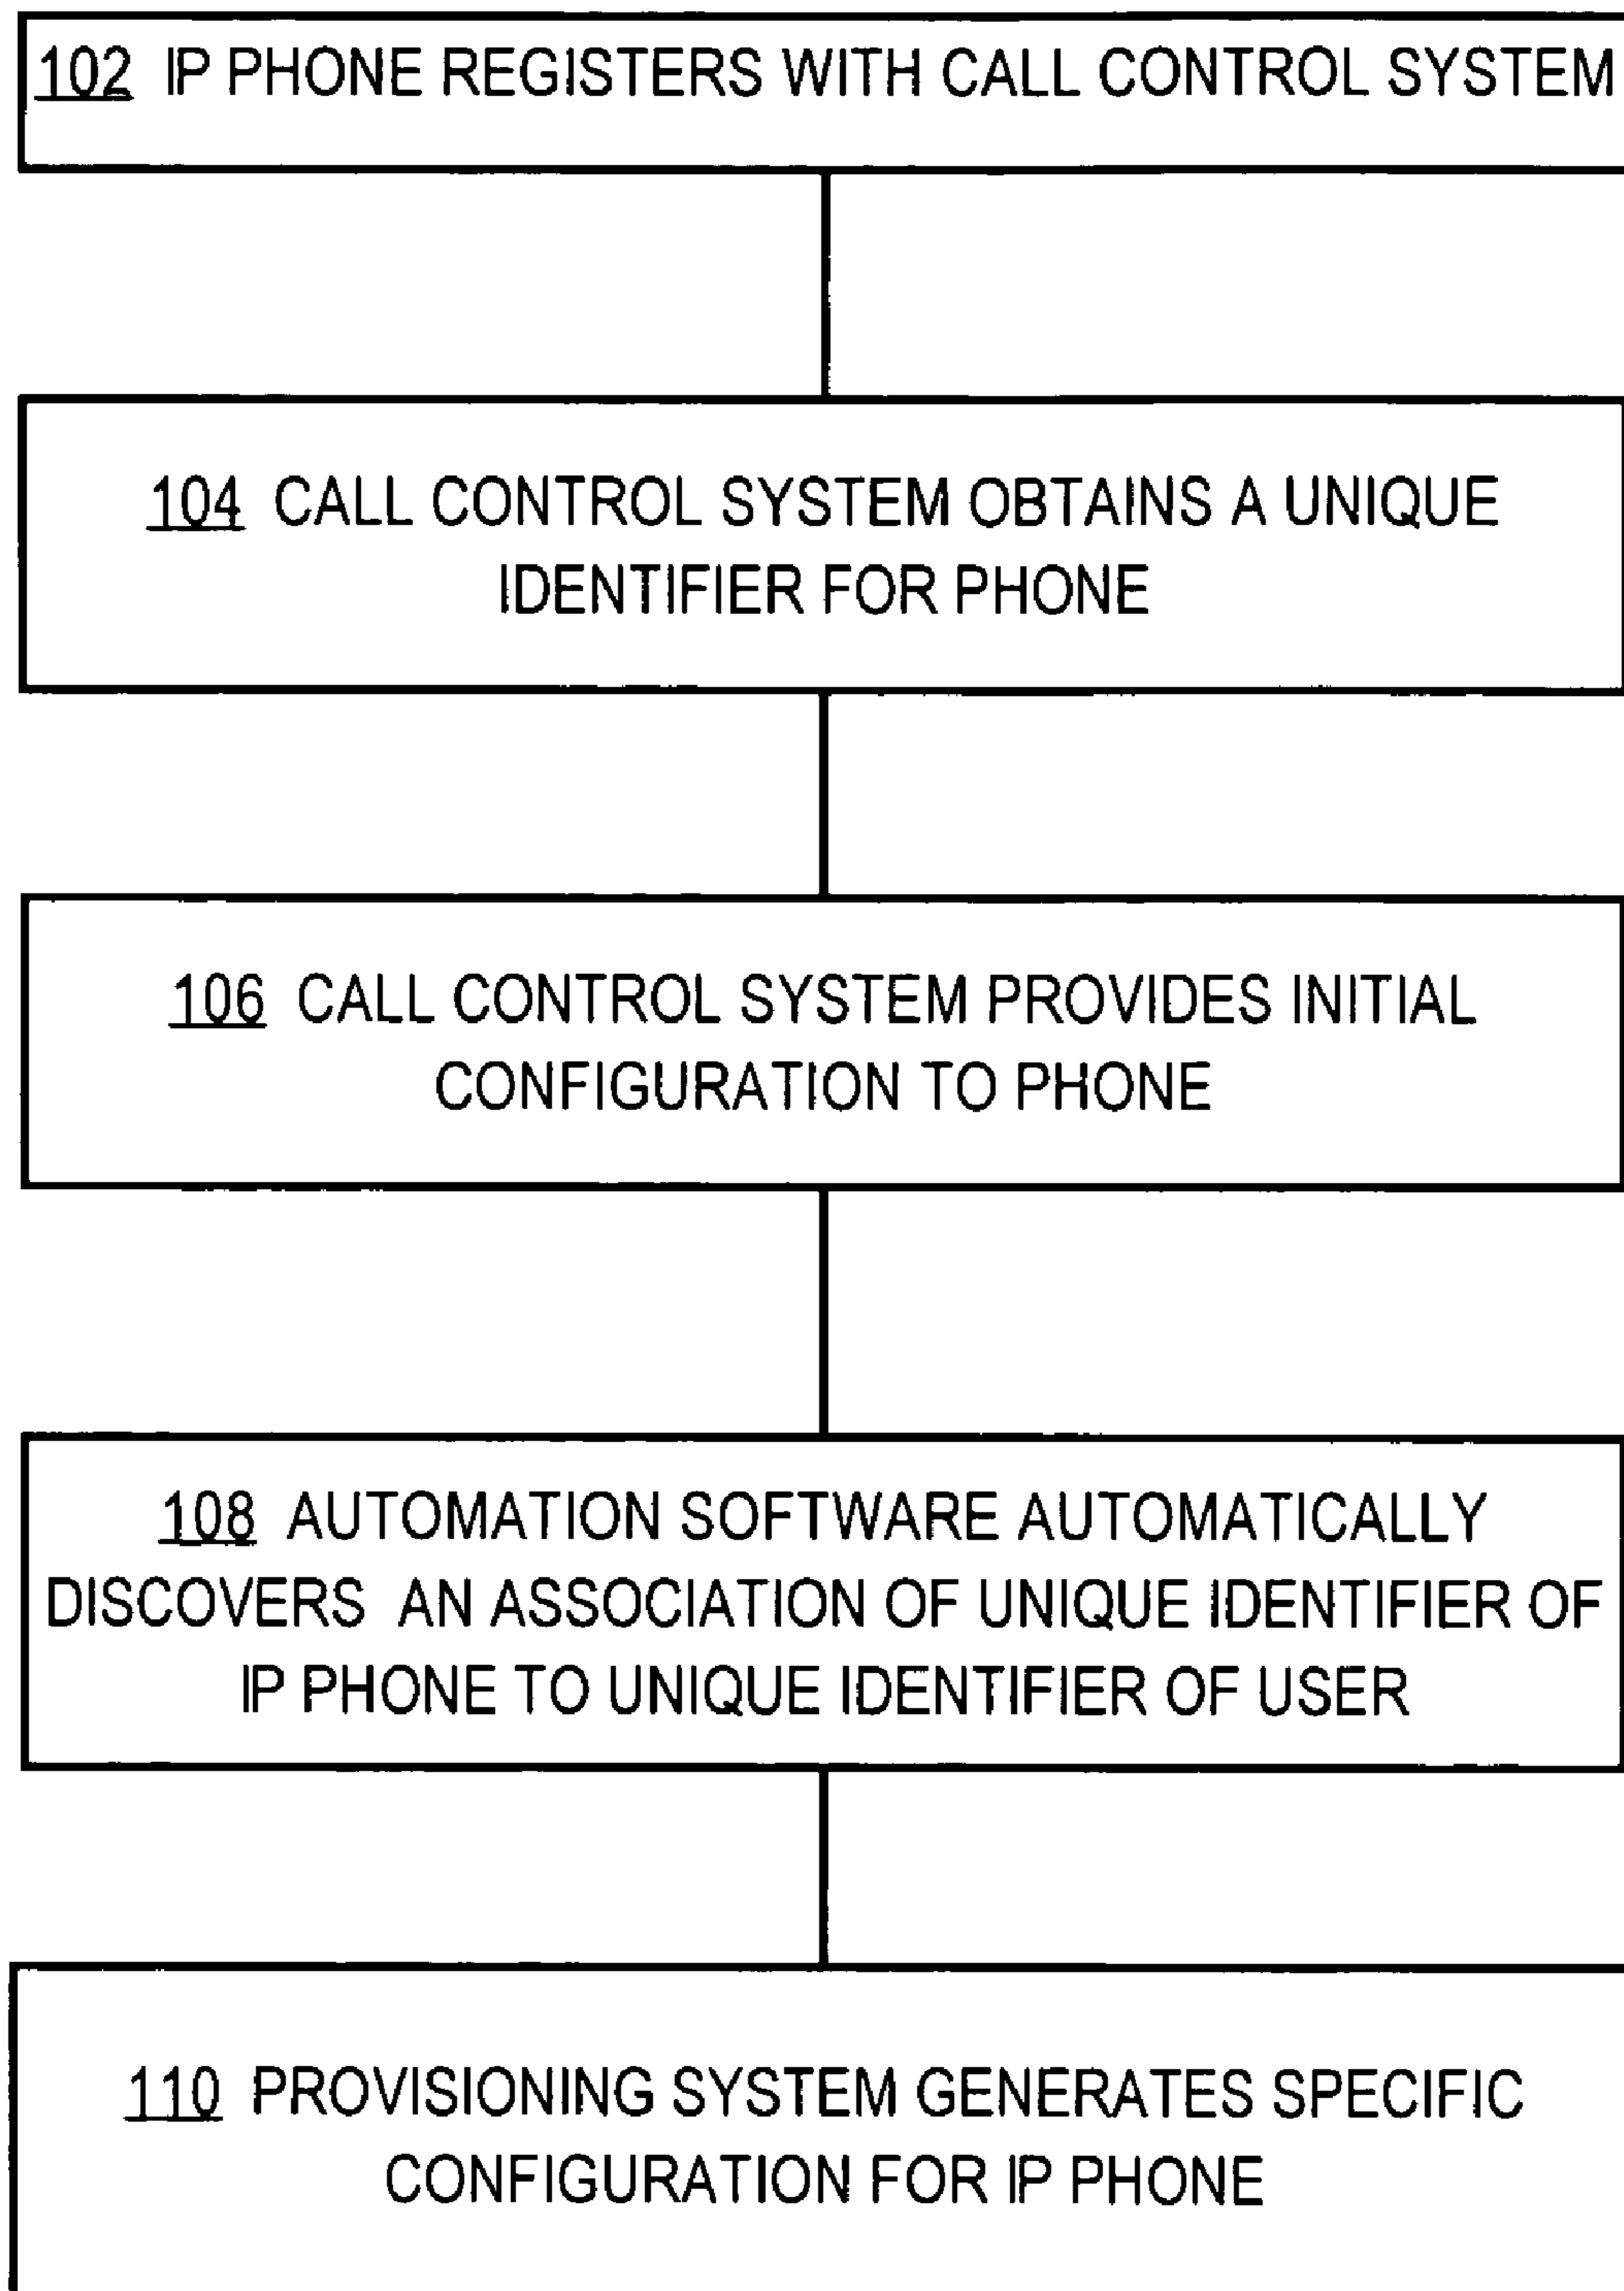 102 IP PHONE REGISTERS WITH CALL CONTROL SYSTEM
104 CALL CONTROL SYSTEM OBTAINS A UNIQUE
IDENTIFIER FOR PHONE
106 CALL CONTROL SYSTEM PROVIDES INITIAL
CONFIGURATION TO PHONE
108 AUTOMATION SOFTWARE AUTOMATICALLY
DISCOVERS AN ASSOCIATION OF UNIQUE IDENTIFIER OF
IP PHONE TO UNIQUE IDENTIFIER OF USER
110 PROVISIONING SYSTEM GENERATES SPECIFIC
CONFIGURATION FOR IP PHONE